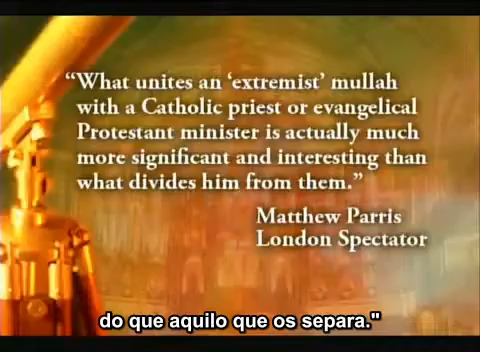 “What unites an ‘extremist’ mullah
with a Catholic priest or evangelical
Protestant minister is actually much
more significant and interesting than
what divides him from them.”
Matthew Parris
London Spectator
do que aquilo que os separa."